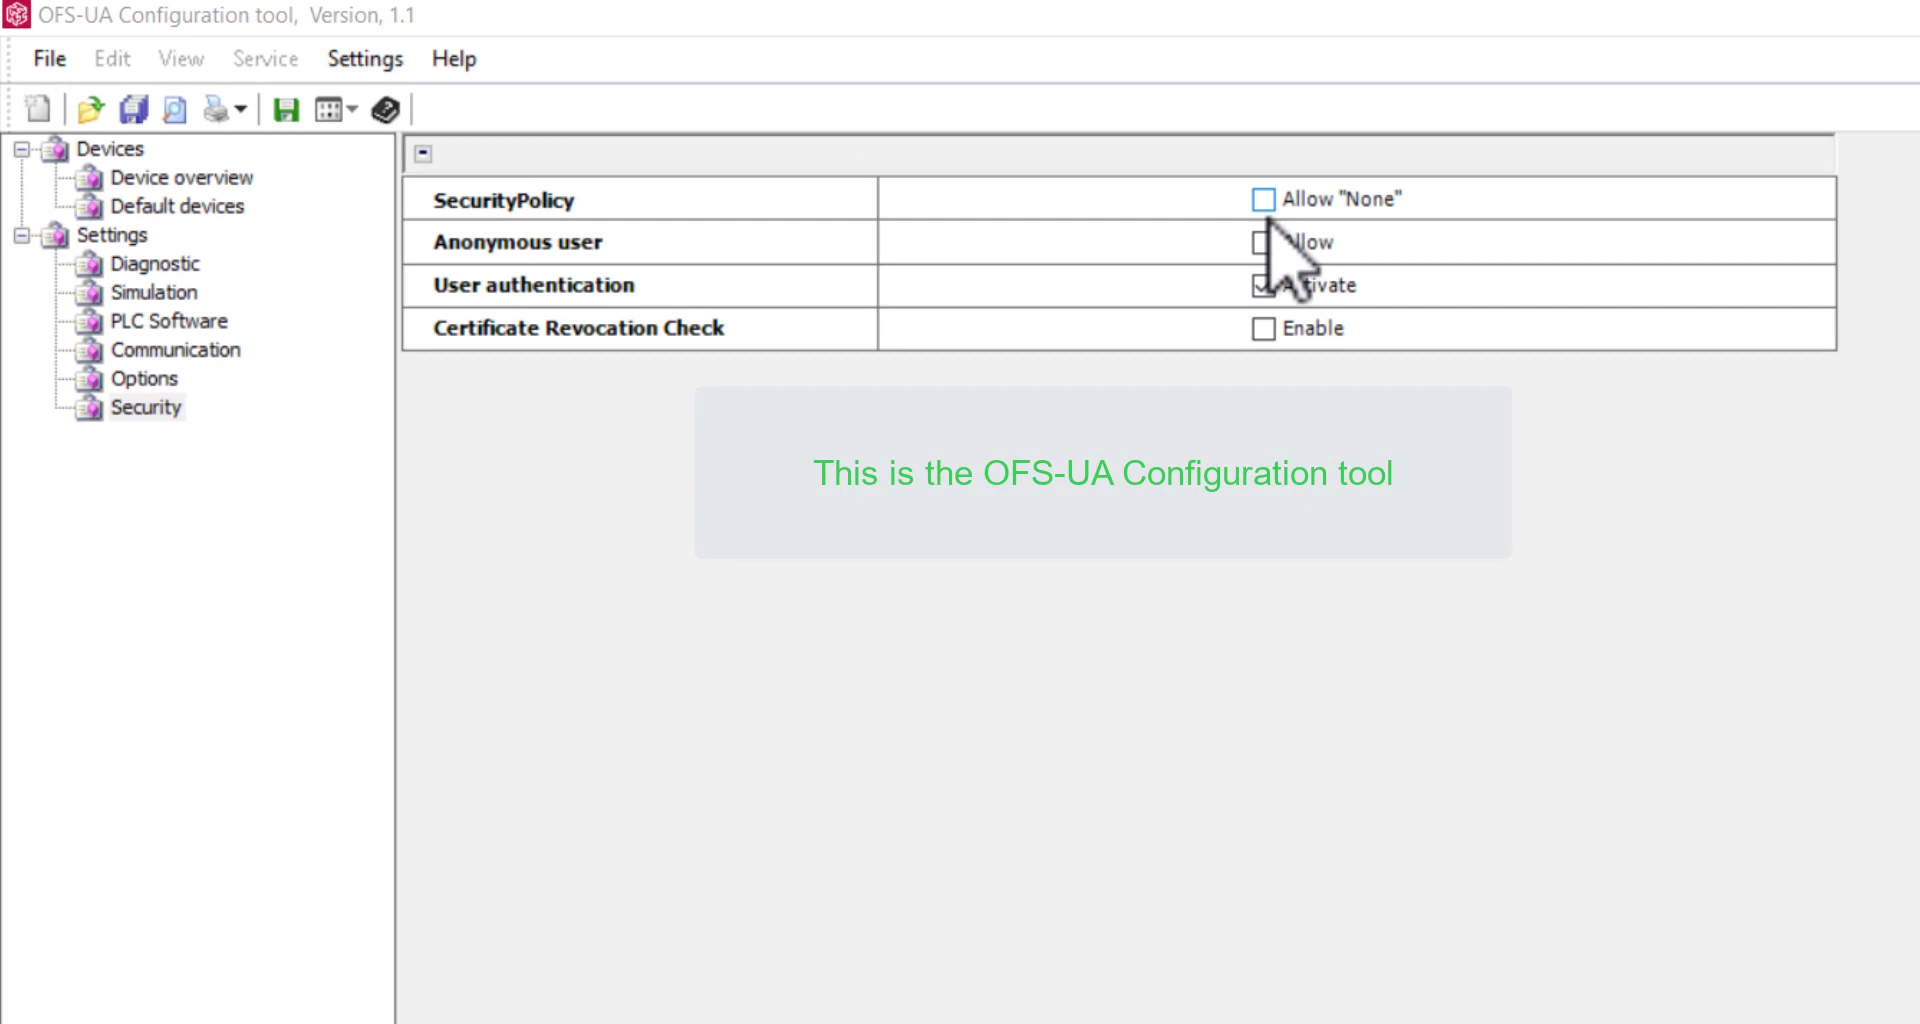 OFS-UA Configuration tool, Version, 1.1
File Edit View Service Settings Help
Devices
Device overview
Default devices
Settings
Diagnostic
Simulation
PLC Software
Communication
Options
Security
SecurityPolicy Allow "None"
Anonymous user Allow
User authentication Activate
Certificate Revocation Check Enable
This is the OFS-UA Configuration tool